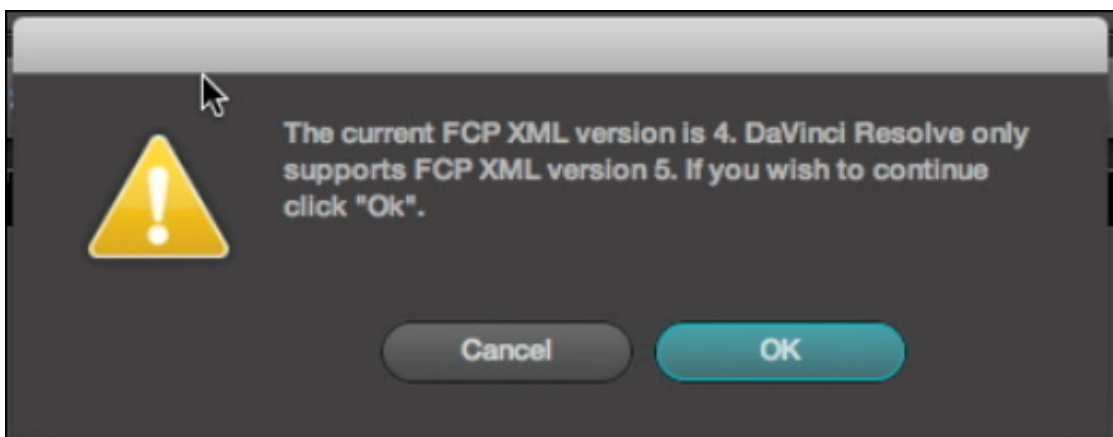 The current FCP XML version is 4. DaVinci Resolve only
supports FCP XML version 5. If you wish to continue
click "Ok".
Cancel
OK